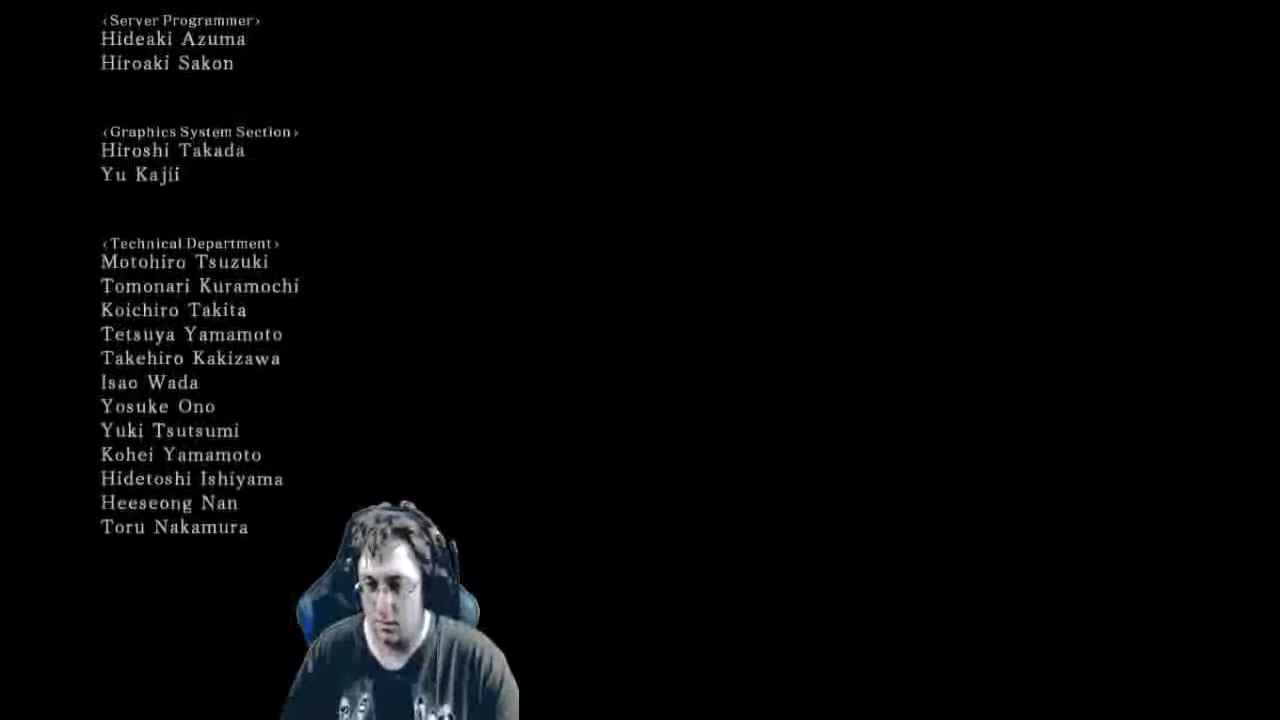 ‹Server Programmer›
Hideaki Azuma
Hiroaki Sakon
‹Graphics System Section›
Hiroshi Takada
Yu Kajii
‹Technical Department›
Motohiro Tsuzuki
Tomonari Kuramochi
Koichiro Takita
Tetsuya Yamamoto
Takehiro Kakizawa
Isao Wada
Yosuke Ono
Yuki Tsutsumi
Kohei Yamamoto
Hidetoshi Ishiyama
Heeseong Nan
Toru Nakamura